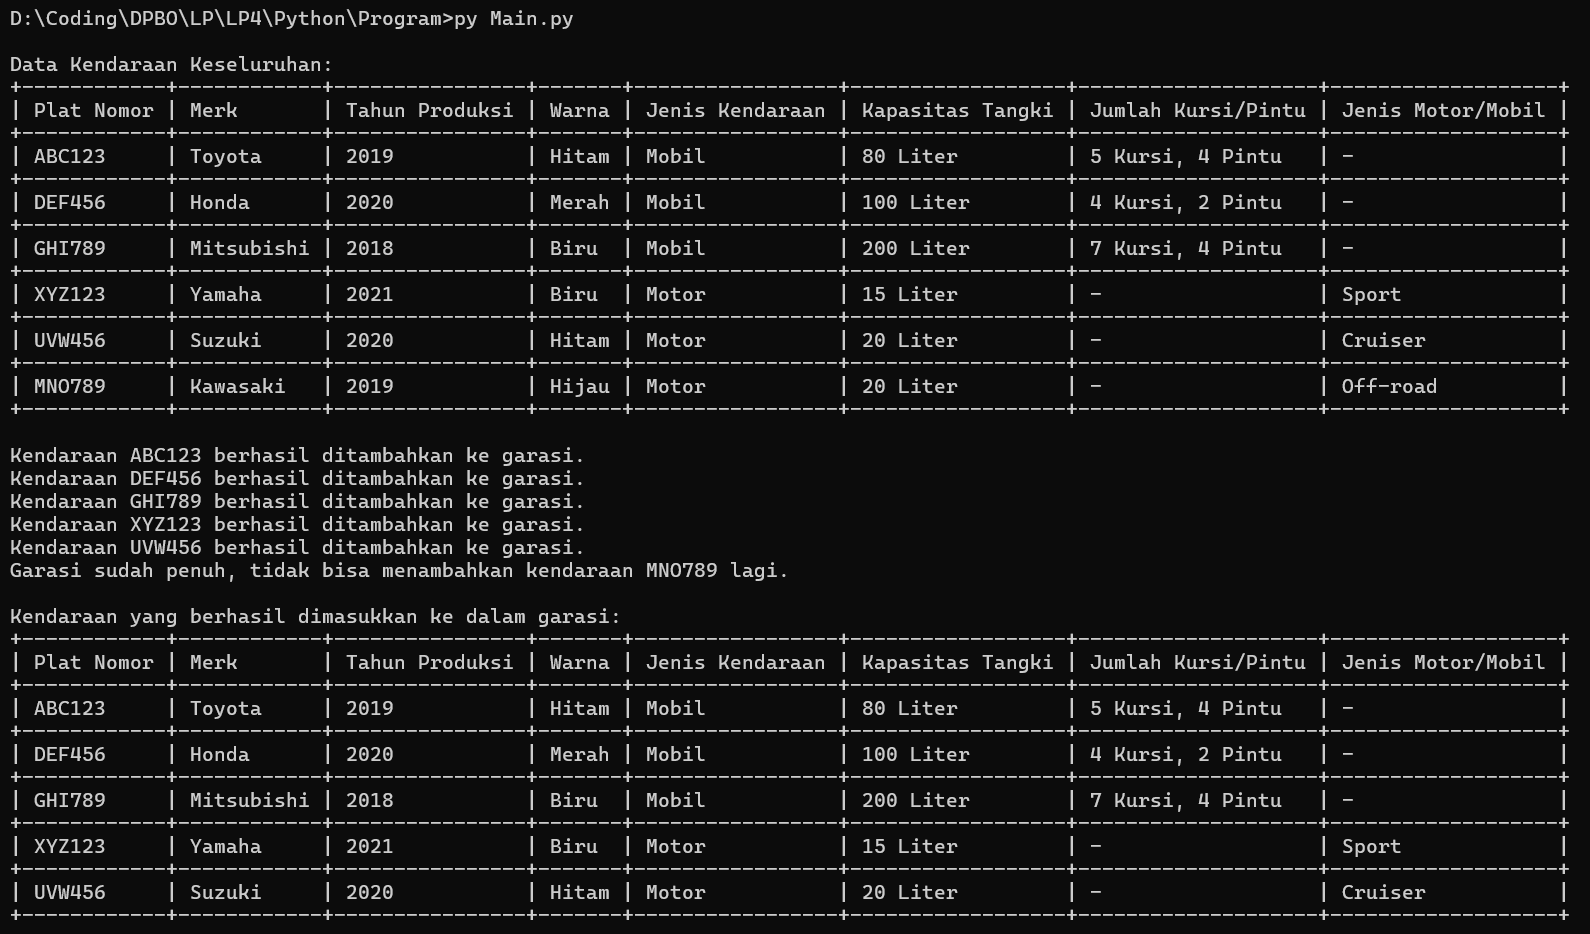 D:\Coding\DPBO\LP\LP4\Python\Program>py Main.py
Data Kendaraan Keseluruhan:
+------------+------------+----------------+-------+-----------------+------------------+--------------------+-------------------+
| Plat Nomor | Merk       | Tahun Produksi | Warna | Jenis Kendaraan | Kapasitas Tangki | Jumlah Kursi/Pintu | Jenis Motor/Mobil |
+------------+------------+----------------+-------+-----------------+------------------+--------------------+-------------------+
| ABC123     | Toyota     | 2019           | Hitam | Mobil           | 80 Liter         | 5 Kursi, 4 Pintu   | -                 |
+------------+------------+----------------+-------+-----------------+------------------+--------------------+-------------------+
| DEF456     | Honda      | 2020           | Merah | Mobil           | 100 Liter        | 4 Kursi, 2 Pintu   | -                 |
+------------+------------+----------------+-------+-----------------+------------------+--------------------+-------------------+
| GHI789     | Mitsubishi | 2018           | Biru  | Mobil           | 200 Liter        | 7 Kursi, 4 Pintu   | -                 |
+------------+------------+----------------+-------+-----------------+------------------+--------------------+-------------------+
| XYZ123     | Yamaha     | 2021           | Biru  | Motor           | 15 Liter         | -                  | Sport             |
+------------+------------+----------------+-------+-----------------+------------------+--------------------+-------------------+
| UVW456     | Suzuki     | 2020           | Hitam | Motor           | 20 Liter         | -                  | Cruiser           |
+------------+------------+----------------+-------+-----------------+------------------+--------------------+-------------------+
| MNO789     | Kawasaki   | 2019           | Hijau | Motor           | 20 Liter         | -                  | Off-road          |
+------------+------------+----------------+-------+-----------------+------------------+--------------------+-------------------+
Kendaraan ABC123 berhasil ditambahkan ke garasi.
Kendaraan DEF456 berhasil ditambahkan ke garasi.
Kendaraan GHI789 berhasil ditambahkan ke garasi.
Kendaraan XYZ123 berhasil ditambahkan ke garasi.
Kendaraan UVW456 berhasil ditambahkan ke garasi.
Garasi sudah penuh, tidak bisa menambahkan kendaraan MNO789 lagi.
Kendaraan yang berhasil dimasukkan ke dalam garasi:
+------------+------------+----------------+-------+-----------------+------------------+--------------------+-------------------+
| Plat Nomor | Merk       | Tahun Produksi | Warna | Jenis Kendaraan | Kapasitas Tangki | Jumlah Kursi/Pintu | Jenis Motor/Mobil |
+------------+------------+----------------+-------+-----------------+------------------+--------------------+-------------------+
| ABC123     | Toyota     | 2019           | Hitam | Mobil           | 80 Liter         | 5 Kursi, 4 Pintu   | -                 |
+------------+------------+----------------+-------+-----------------+------------------+--------------------+-------------------+
| DEF456     | Honda      | 2020           | Merah | Mobil           | 100 Liter        | 4 Kursi, 2 Pintu   | -                 |
+------------+------------+----------------+-------+-----------------+------------------+--------------------+-------------------+
| GHI789     | Mitsubishi | 2018           | Biru  | Mobil           | 200 Liter        | 7 Kursi, 4 Pintu   | -                 |
+------------+------------+----------------+-------+-----------------+------------------+--------------------+-------------------+
| XYZ123     | Yamaha     | 2021           | Biru  | Motor           | 15 Liter         | -                  | Sport             |
+------------+------------+----------------+-------+-----------------+------------------+--------------------+-------------------+
| UVW456     | Suzuki     | 2020           | Hitam | Motor           | 20 Liter         | -                  | Cruiser           |
+------------+------------+----------------+-------+-----------------+------------------+--------------------+-------------------+